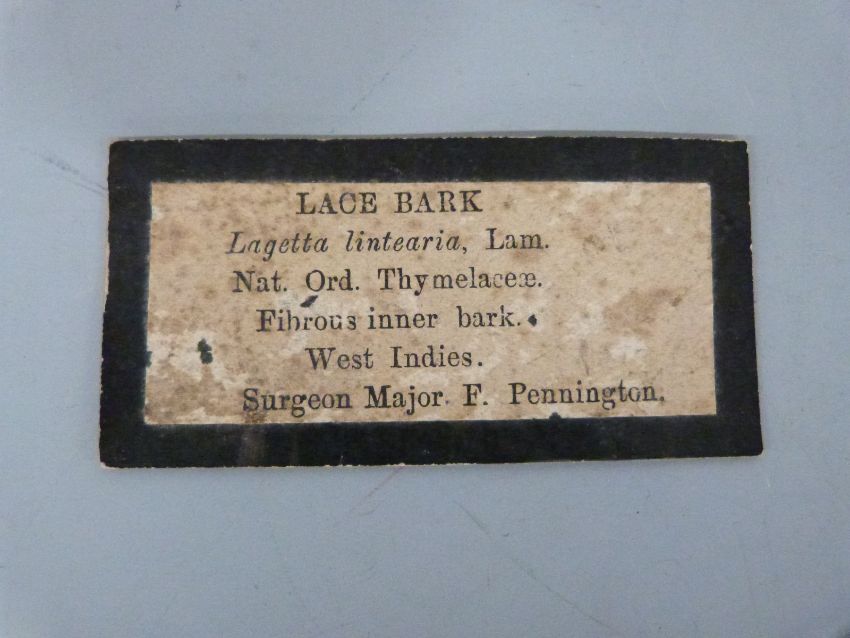 LACE BARK
Lagetta lintearia, Lam.
Nat. Ord. Thymelaceæ.
Fibrous inner bark.
West Indies.
Surgeon Major. F. Pennington.